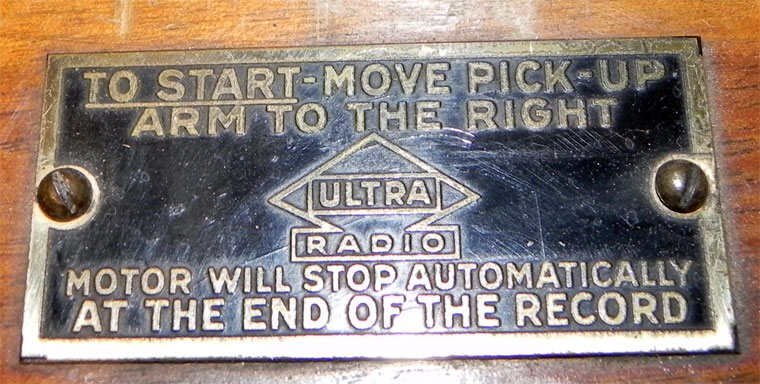 TO START-MOVE PICK-UP
ARM TO THE RIGHT
ULTRA
RADIO
MOTOR WILL STOP AUTOMATICALLY
AT THE END OF THE RECORD